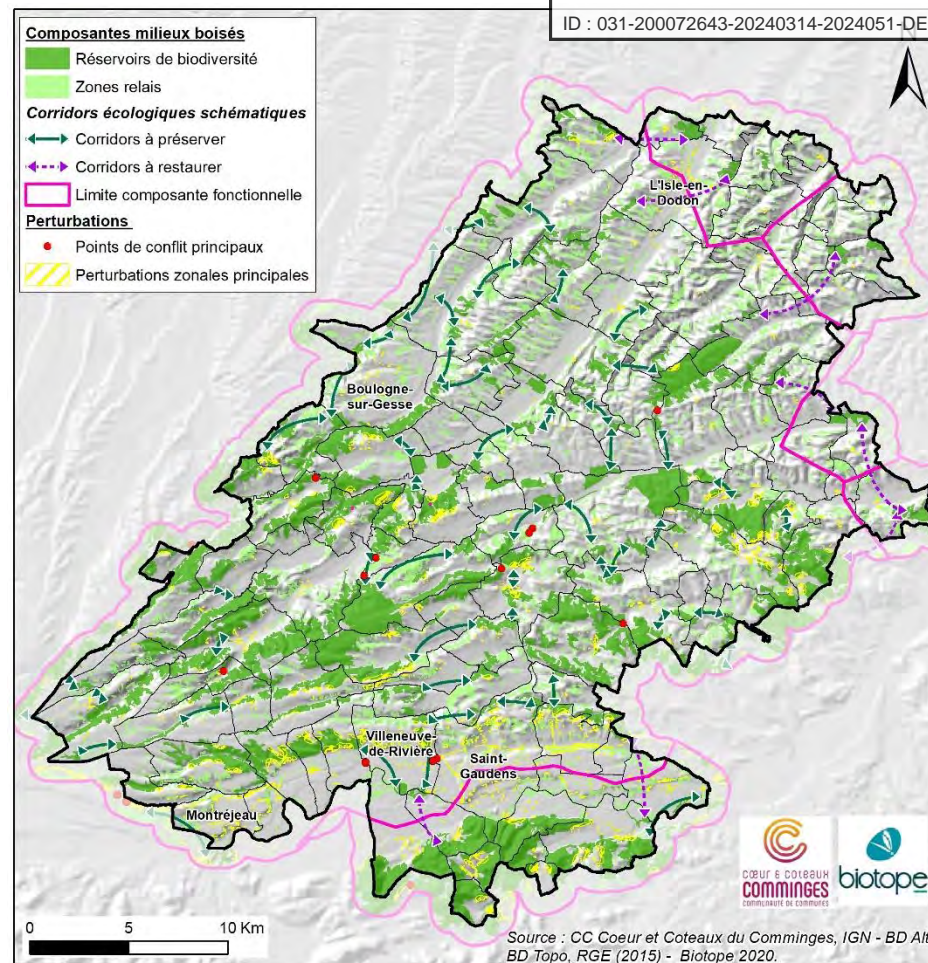 ID : 031-200072643-20240314-2024051-DE
Composantes milieux boisés
Réservoirs de biodiversité
Zones relais
Corridors écologiques schématiques
Corridors à préserver
Corridors à restaurer
Limite composante fonctionnelle
Perturbations
Points de conflit principaux
Perturbations zonales principales
N
L'Isle-en-
Dodon
Boulogne-
sur-Gesse
Villeneuve-
de-Rivière
Saint-
Gaudens
Montréjeau
CŒUR & COTEAUX
COMMINGES
COMMUNAUTÉ DE COMMUNES
biotope
0 5 10 Km
Source : CC Coeur et Coteaux du Comminges, IGN - BD Alt
BD Topo, RGE (2015) - Biotope 2020.